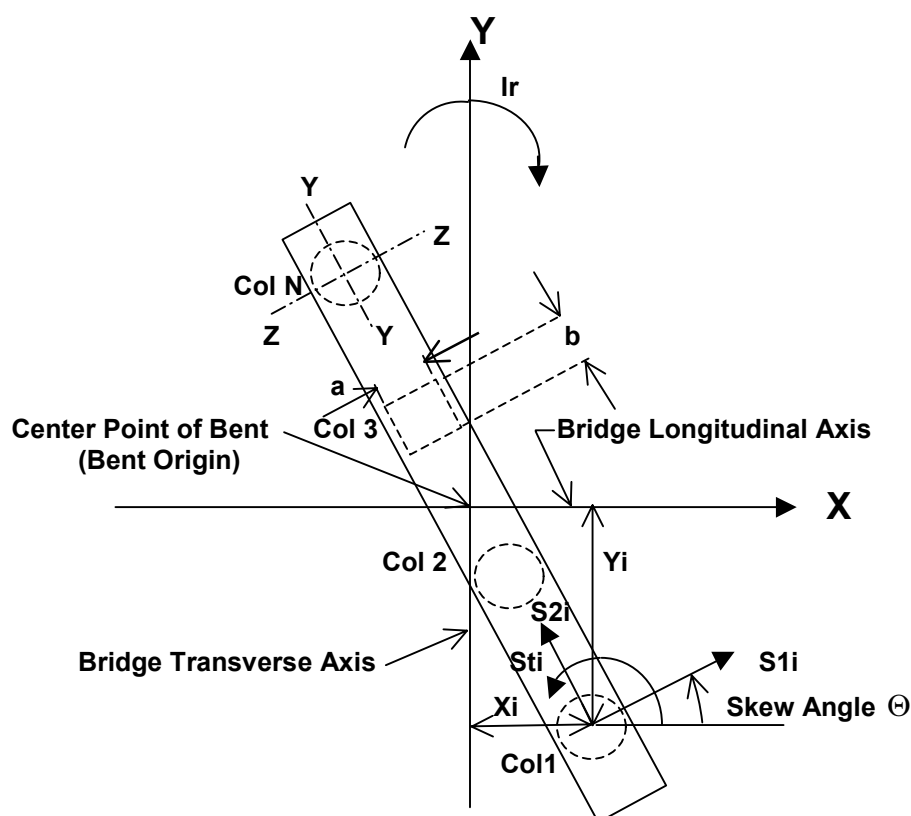 Y
Ir
Y
Z
Col N
Z
Y
b
a
Col 3
Center Point of Bent
(Bent Origin)
Bridge Longitudinal Axis
X
Col 2
Yi
S2i
Bridge Transverse Axis
Sti
S1i
Xi
Skew Angle Θ
Col1